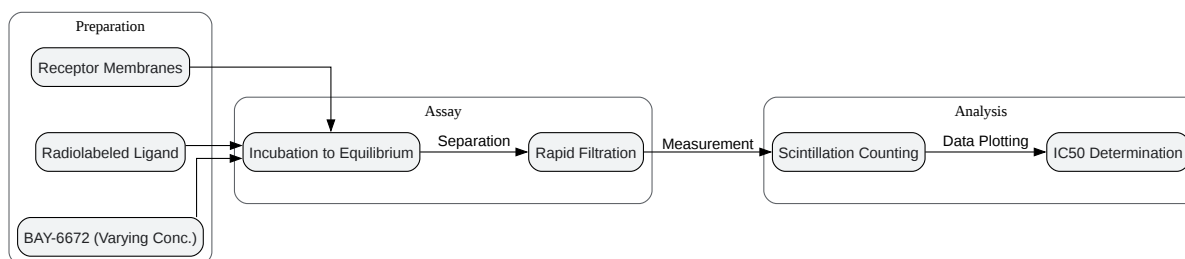 Preparation
Receptor Membranes
Radiolabeled Ligand
BAY-6672 (Varying Conc.)
Assay
Incubation to Equilibrium
Separation
Rapid Filtration
Measurement
Analysis
Scintillation Counting
Data Plotting
IC50 Determination